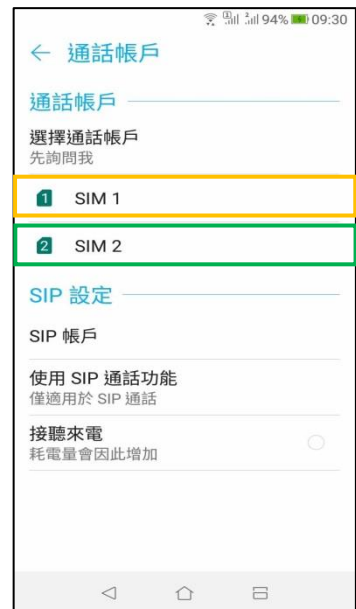 94% 09:30
← 通話帳戶
通話帳戶
選擇通話帳戶
先詢問我
1 SIM 1
2 SIM 2
SIP 設定
SIP 帳戶
使用 SIP 通話功能
僅適用於 SIP 通話
接聽來電
耗電量會因此增加